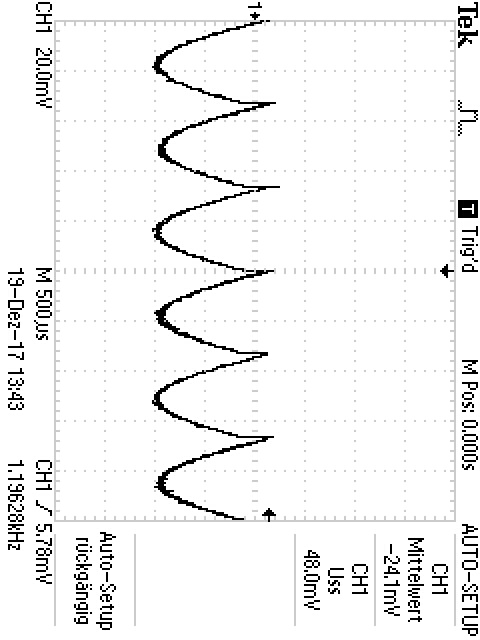 Tek T Trig'd M Pos: 0.000s AUTO-SETUP
CH1
Mittelwert
-24.1mV
CH1
Uss
48.0mV
Auto-Setup
rückgängig
1
CH1 20.0mV M 500µs CH1 / 5.78mV
19-Dez-17 13:43 1.19628kHz